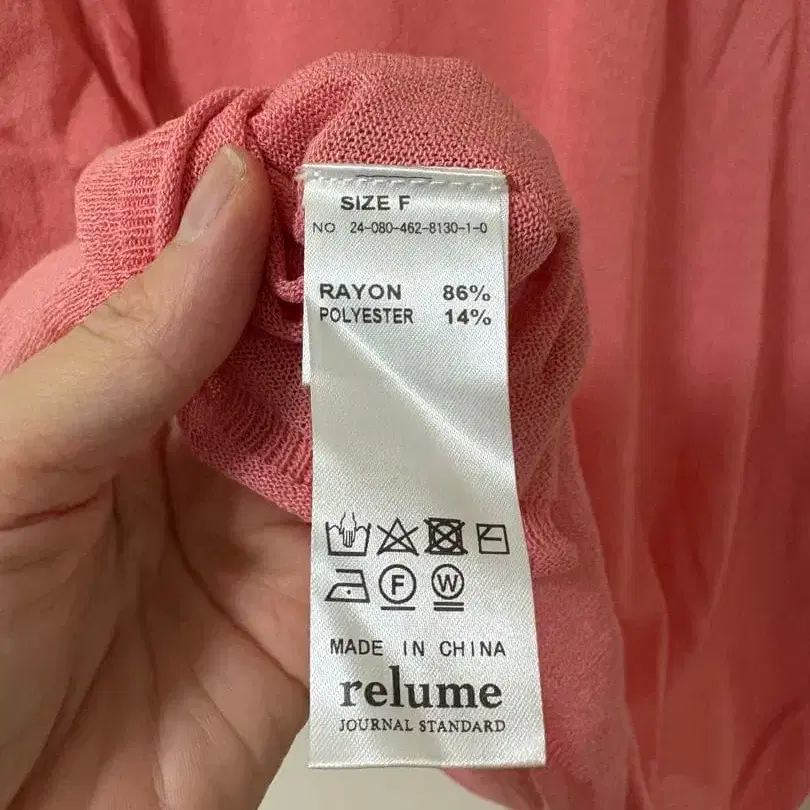 SIZE F
NO 24-080-462-8130-1-0
RAYON 86%
POLYESTER 14%
F W
MADE IN CHINA
relume
JOURNAL STANDARD